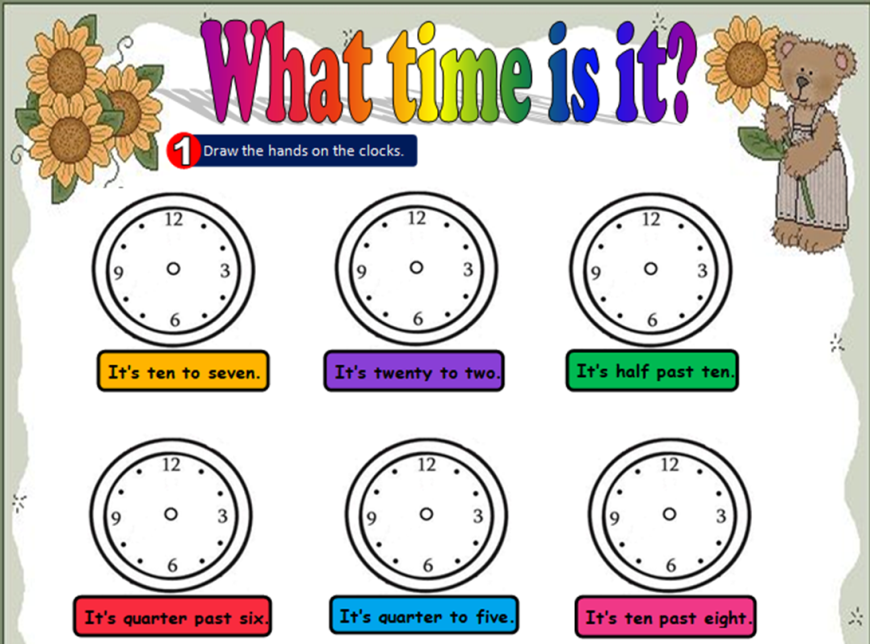 What time is it?
1 Draw the hands on the clocks.
12 12 12
9 3 9 3 9 3
6 6 6
It's ten to seven. It's twenty to two. It's half past ten.
12 12 12
9 3 9 3 9 3
6 6 6
It's quarter past six. It's quarter to five. It's ten past eight.